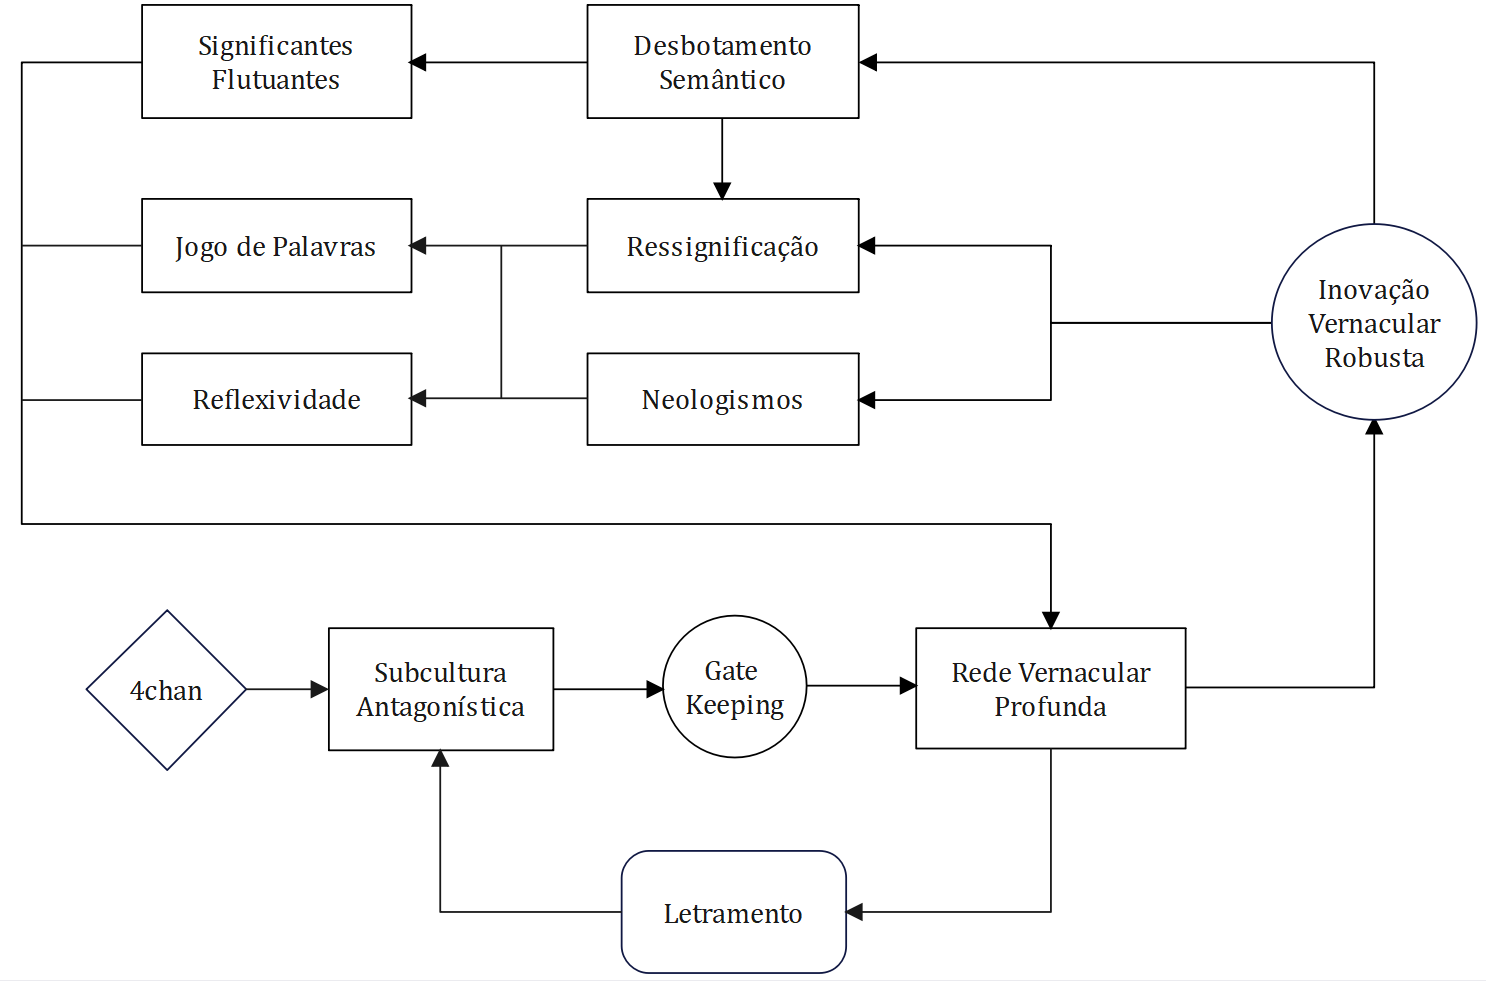 Significantes
Flutuantes
Desbotamento
Semântico
Jogo de Palavras
Ressignificação
Inovação
Vernacular
Robusta
Reflexividade
Neologismos
4chan
Subcultura
Antagonística
Gate
Keeping
Rede Vernacular
Profunda
Letramento